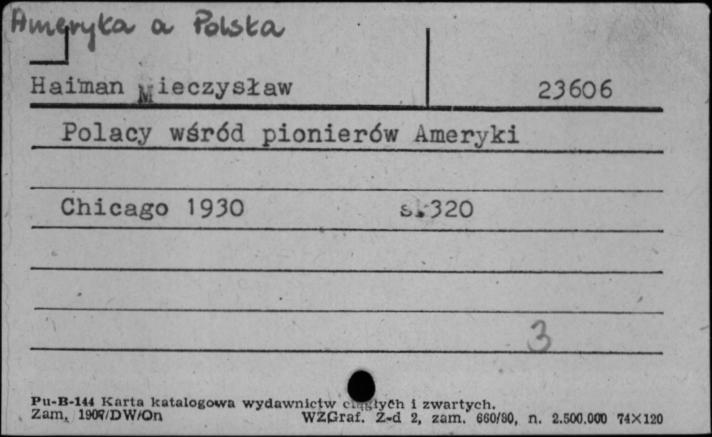 Ameryka a Polska
Haiman Mieczysław 23606
Polacy wśród pionierów Ameryki
Chicago 1930 s.320
3
Pu-B-144 Karta katalogowa wydawnictw ciągłych i zwartych.
Zam. 1907/DW/On WZGraf. Z-d 2, zam. 660/80, n. 2.500.000 74×120